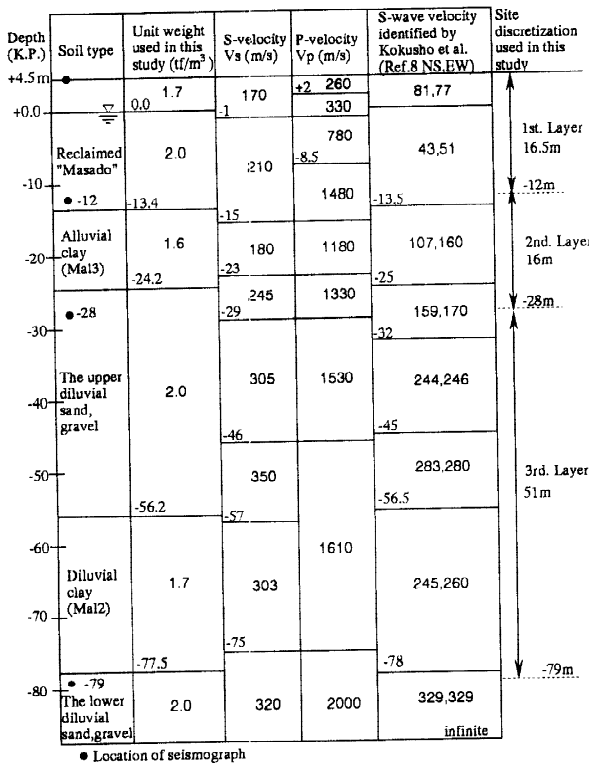 Depth
(K.P.)
Soil type
Unit weight
used in this
study (tf/m³)
S-velocity
Vs (m/s)
P-velocity
Vp (m/s)
S-wave velocity
identified by
Kokusho et al.
(Ref.8 NS,EW)
Site
discretization
used in this
study
+4.5m
1.7
170
+2 260
81,77
+0.0
0.0
-1
330
Reclaimed
"Masado"
2.0
210
780
-8.5
43,51
1st. Layer
16.5m
-10
-12
-13.4
-15
1480
-13.5
-12m
Alluvial
clay
(Mal3)
1.6
180
1180
107,160
2nd. Layer
16m
-20
-24.2
-23
-25
-28
245
-29
1330
159,170
-28m
-30
-32
The upper
diluvial
sand,
gravel
2.0
305
1530
244,246
-40
-46
-45
-50
350
283,280
3rd. Layer
51m
-56.2
-57
-56.5
-60
1610
Diluvial
clay
(Mal2)
1.7
303
245,260
-70
-75
-77.5
-78
-79m
-79
-80
The lower
diluvial
sand,gravel
2.0
320
2000
329,329
infinite
● Location of seismograph